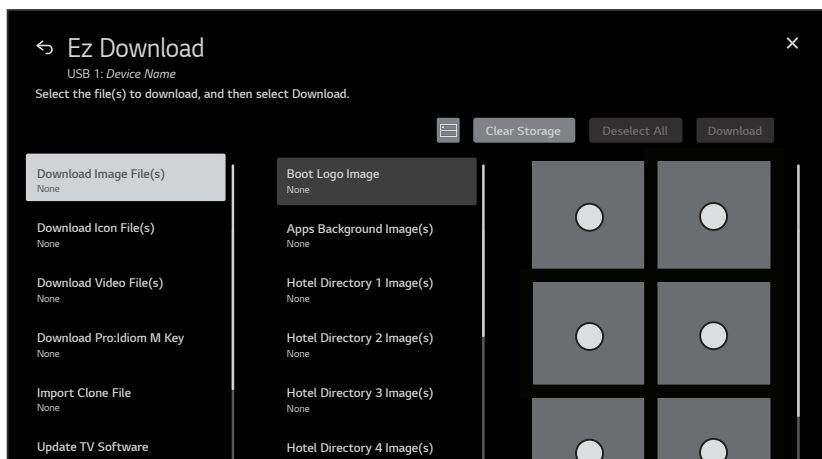 Ez Download
USB 1: Device Name
Select the file(s) to download, and then select Download.
Clear Storage
Deselect All
Download
Download Image File(s)
None
Download Icon File(s)
None
Download Video File(s)
None
Download Pro:Idiom M Key
None
Import Clone File
None
Update TV Software
Boot Logo Image
None
Apps Background Image(s)
None
Hotel Directory 1 Image(s)
None
Hotel Directory 2 Image(s)
None
Hotel Directory 3 Image(s)
None
Hotel Directory 4 Image(s)